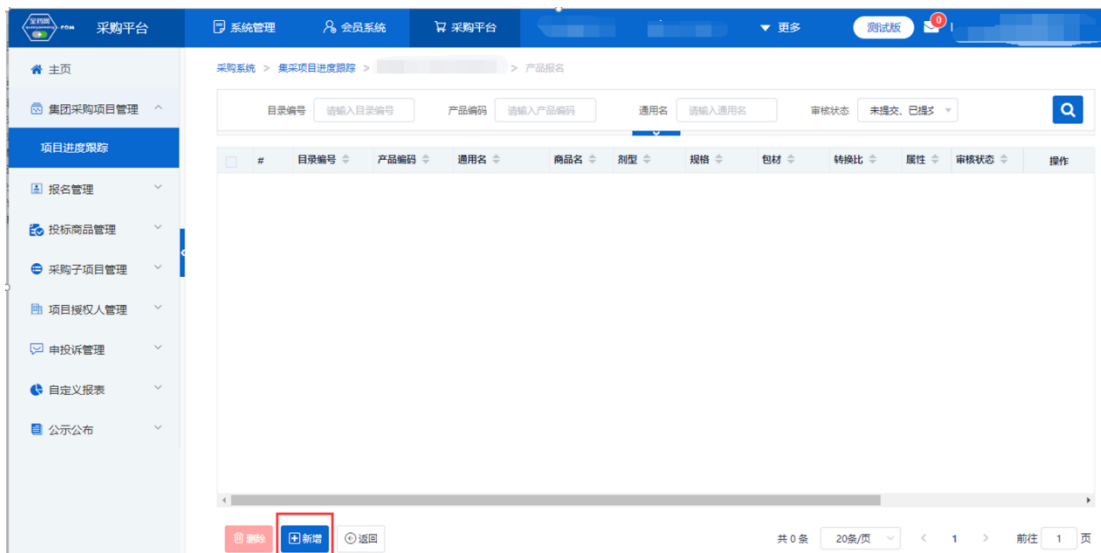 全药网 .COM 采购平台 系统管理 会员系统 采购平台 更多 测试版 0
主页
采购系统 > 集采项目进度跟踪 > > 产品报名
集团采购项目管理
目录编号 请输入目录编号 产品编码 请输入产品编码 通用名 请输入通用名 审核状态 未提交、已提交
项目进度跟踪
# 目录编号 产品编码 通用名 商品名 剂型 规格 包材 转换比 属性 审核状态 操作
报名管理
投标商品管理
采购子项目管理
项目授权人管理
申投诉管理
自定义报表
公示公布
删除 新增 返回 共 0 条 20条/页 < 1 > 前往 1 页